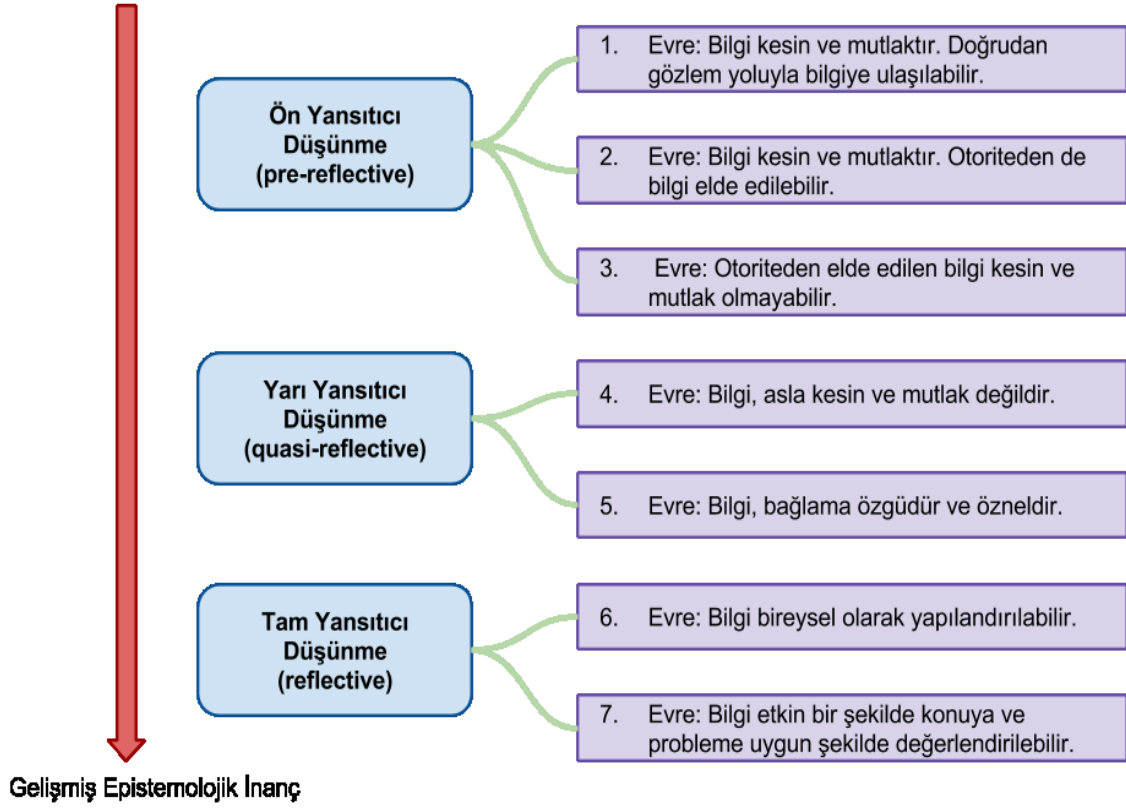 1. Evre: Bilgi kesin ve mutlaktır. Doğrudan
gözlem yoluyla bilgiye ulaşılabilir.
Ön Yansıtıcı
Düşünme
(pre-reflective)
2. Evre: Bilgi kesin ve mutlaktır. Otoriteden de
bilgi elde edilebilir.
3. Evre: Otoriteden elde edilen bilgi kesin ve
mutlak olmayabilir.
Yarı Yansıtıcı
Düşünme
(quasi-reflective)
4. Evre: Bilgi, asla kesin ve mutlak değildir.
5. Evre: Bilgi, bağlama özgüdür ve özneldir.
Tam Yansıtıcı
Düşünme
(reflective)
6. Evre: Bilgi bireysel olarak yapılandırılabilir.
7. Evre: Bilgi etkin bir şekilde konuya ve
probleme uygun şekilde değerlendirilebilir.
Gelişmiş Epistemolojik İnanç